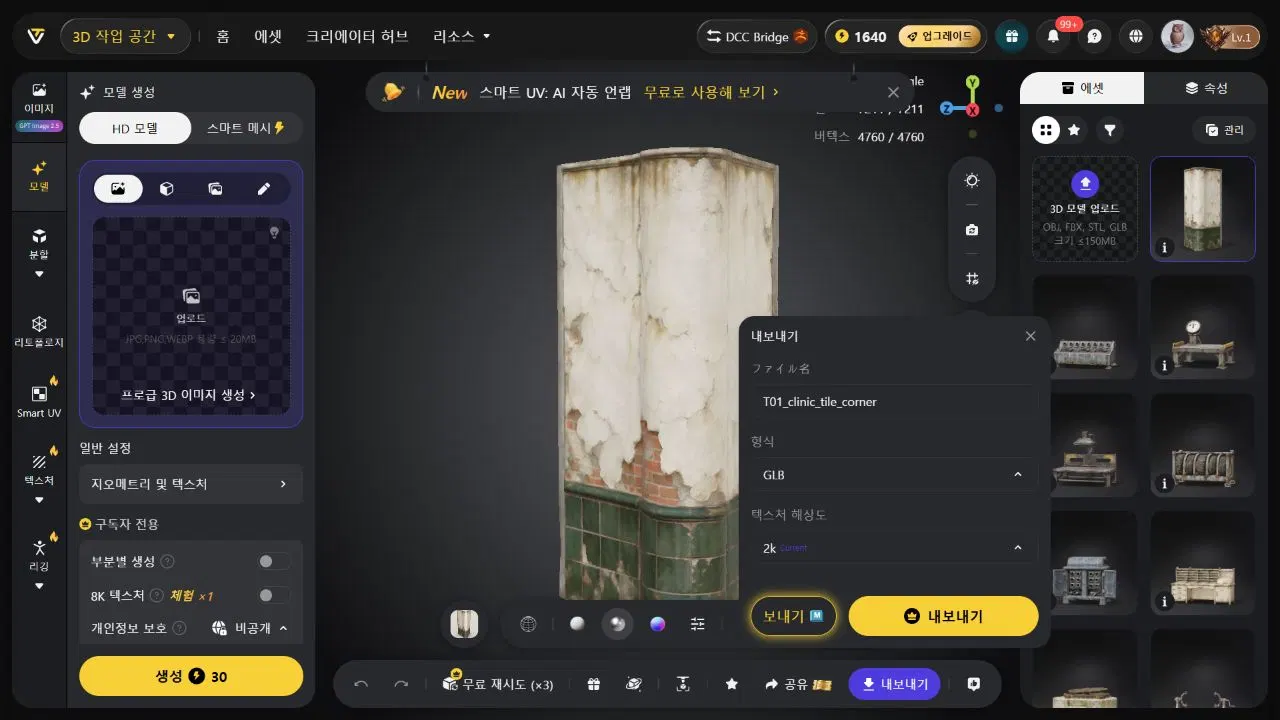 3D 작업 공간
홈
에셋
크리에이터 허브
리소스
DCC Bridge
1640
업그레이드
99+
Lv.1
이미지
GPT Image 2.5
모델
분할
리토폴로지
Smart UV
텍스처
리깅
모델 생성
HD 모델
스마트 메시
업로드
JPG,PNG,WEBP 용량 ≤ 20MB
프로급 3D 이미지 생성 >
일반 설정
지오메트리 및 텍스처
구독자 전용
부분별 생성
8K 텍스처
체험 ×1
개인정보 보호
비공개
생성 30
New 스마트 UV: AI 자동 언랩 무료로 사용해 보기 >
버텍스 4760 / 4760
Y
Z
X
내보내기
ファイル名
T01_clinic_tile_corner
형식
GLB
텍스처 해상도
2k Current
보내기 M
내보내기
무료 재시도 (×3)
공유
내보내기
에셋
속성
관리
3D 모델 업로드
OBJ, FBX, STL, GLB
크기 ≤150MB